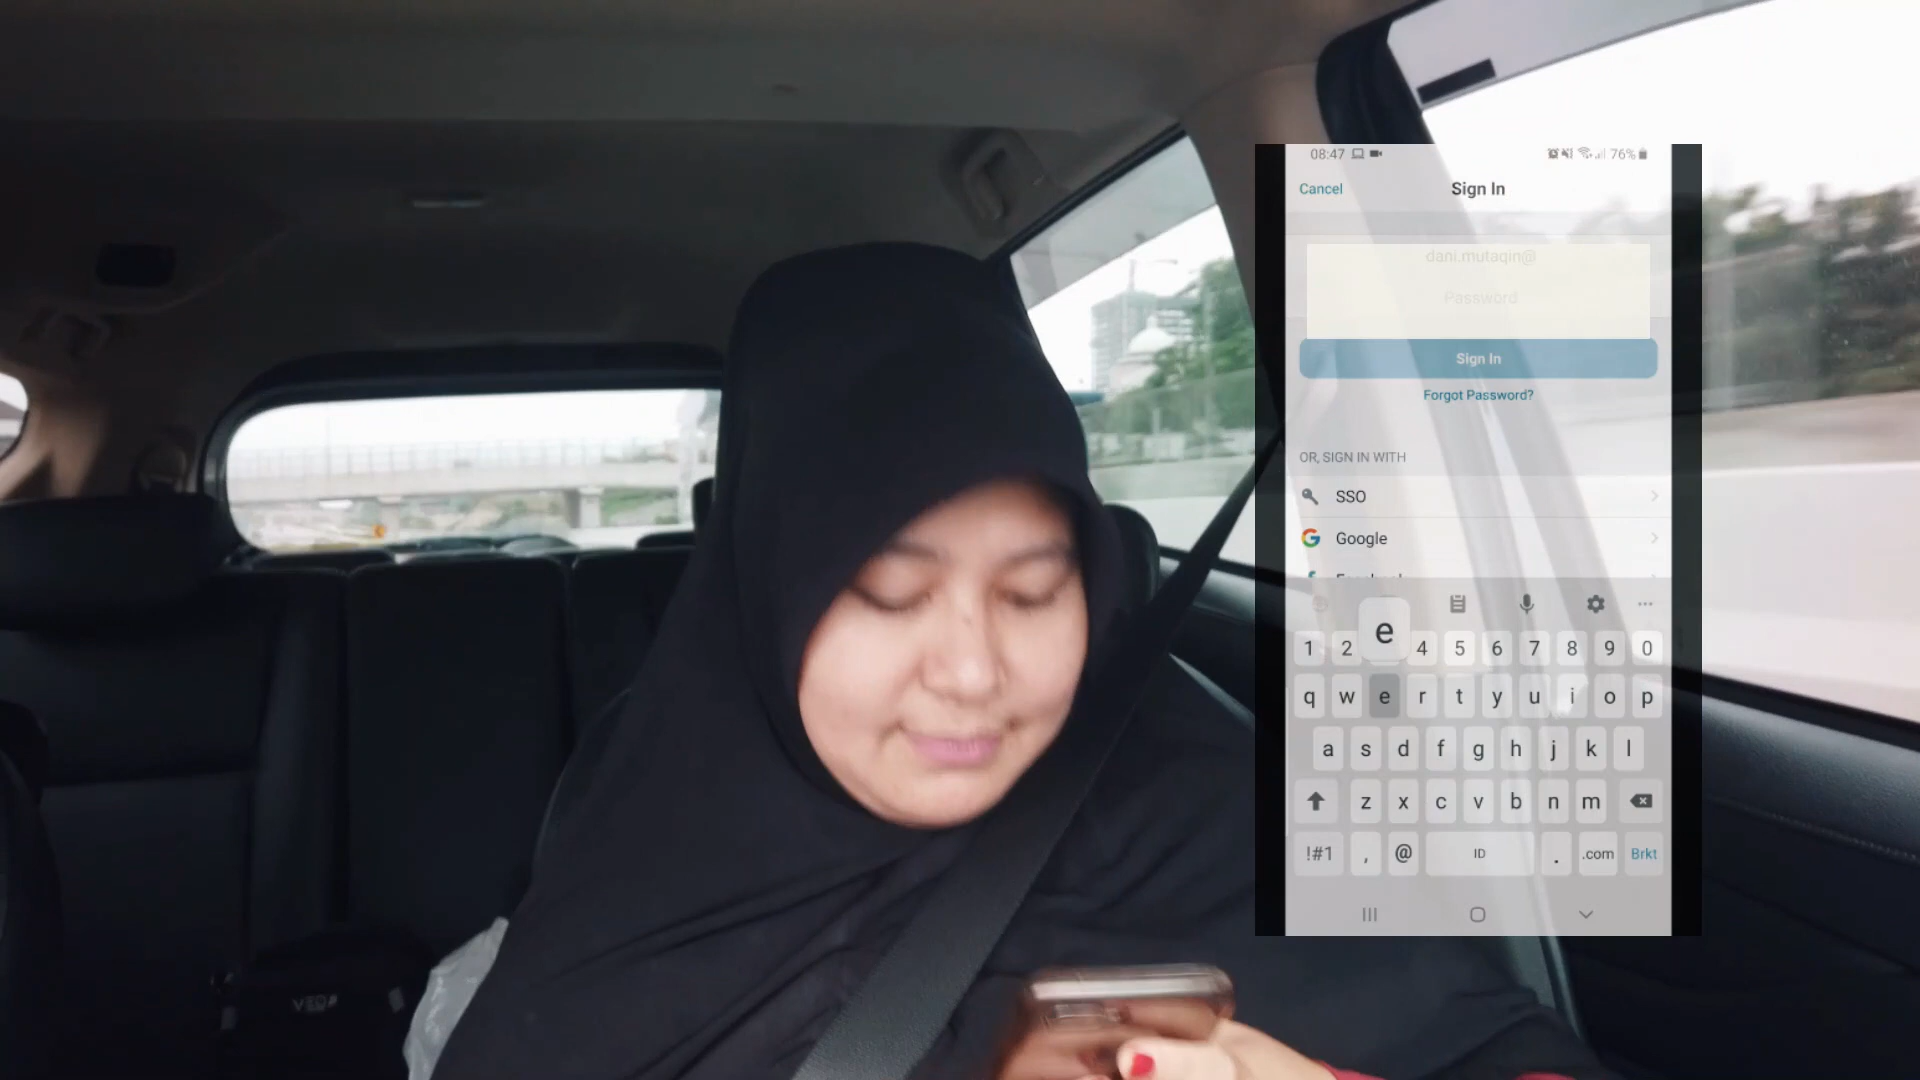 08:47 76%
Cancel Sign In
dani.mutaqin@
Password
Sign In
Forgot Password?
OR, SIGN IN WITH
SSO
Google
Facebook
e
1 2 4 5 6 7 8 9 0
q w e r t y u i o p
a s d f g h j k l
z x c v b n m
!#1 , @ ID . .com Brkt